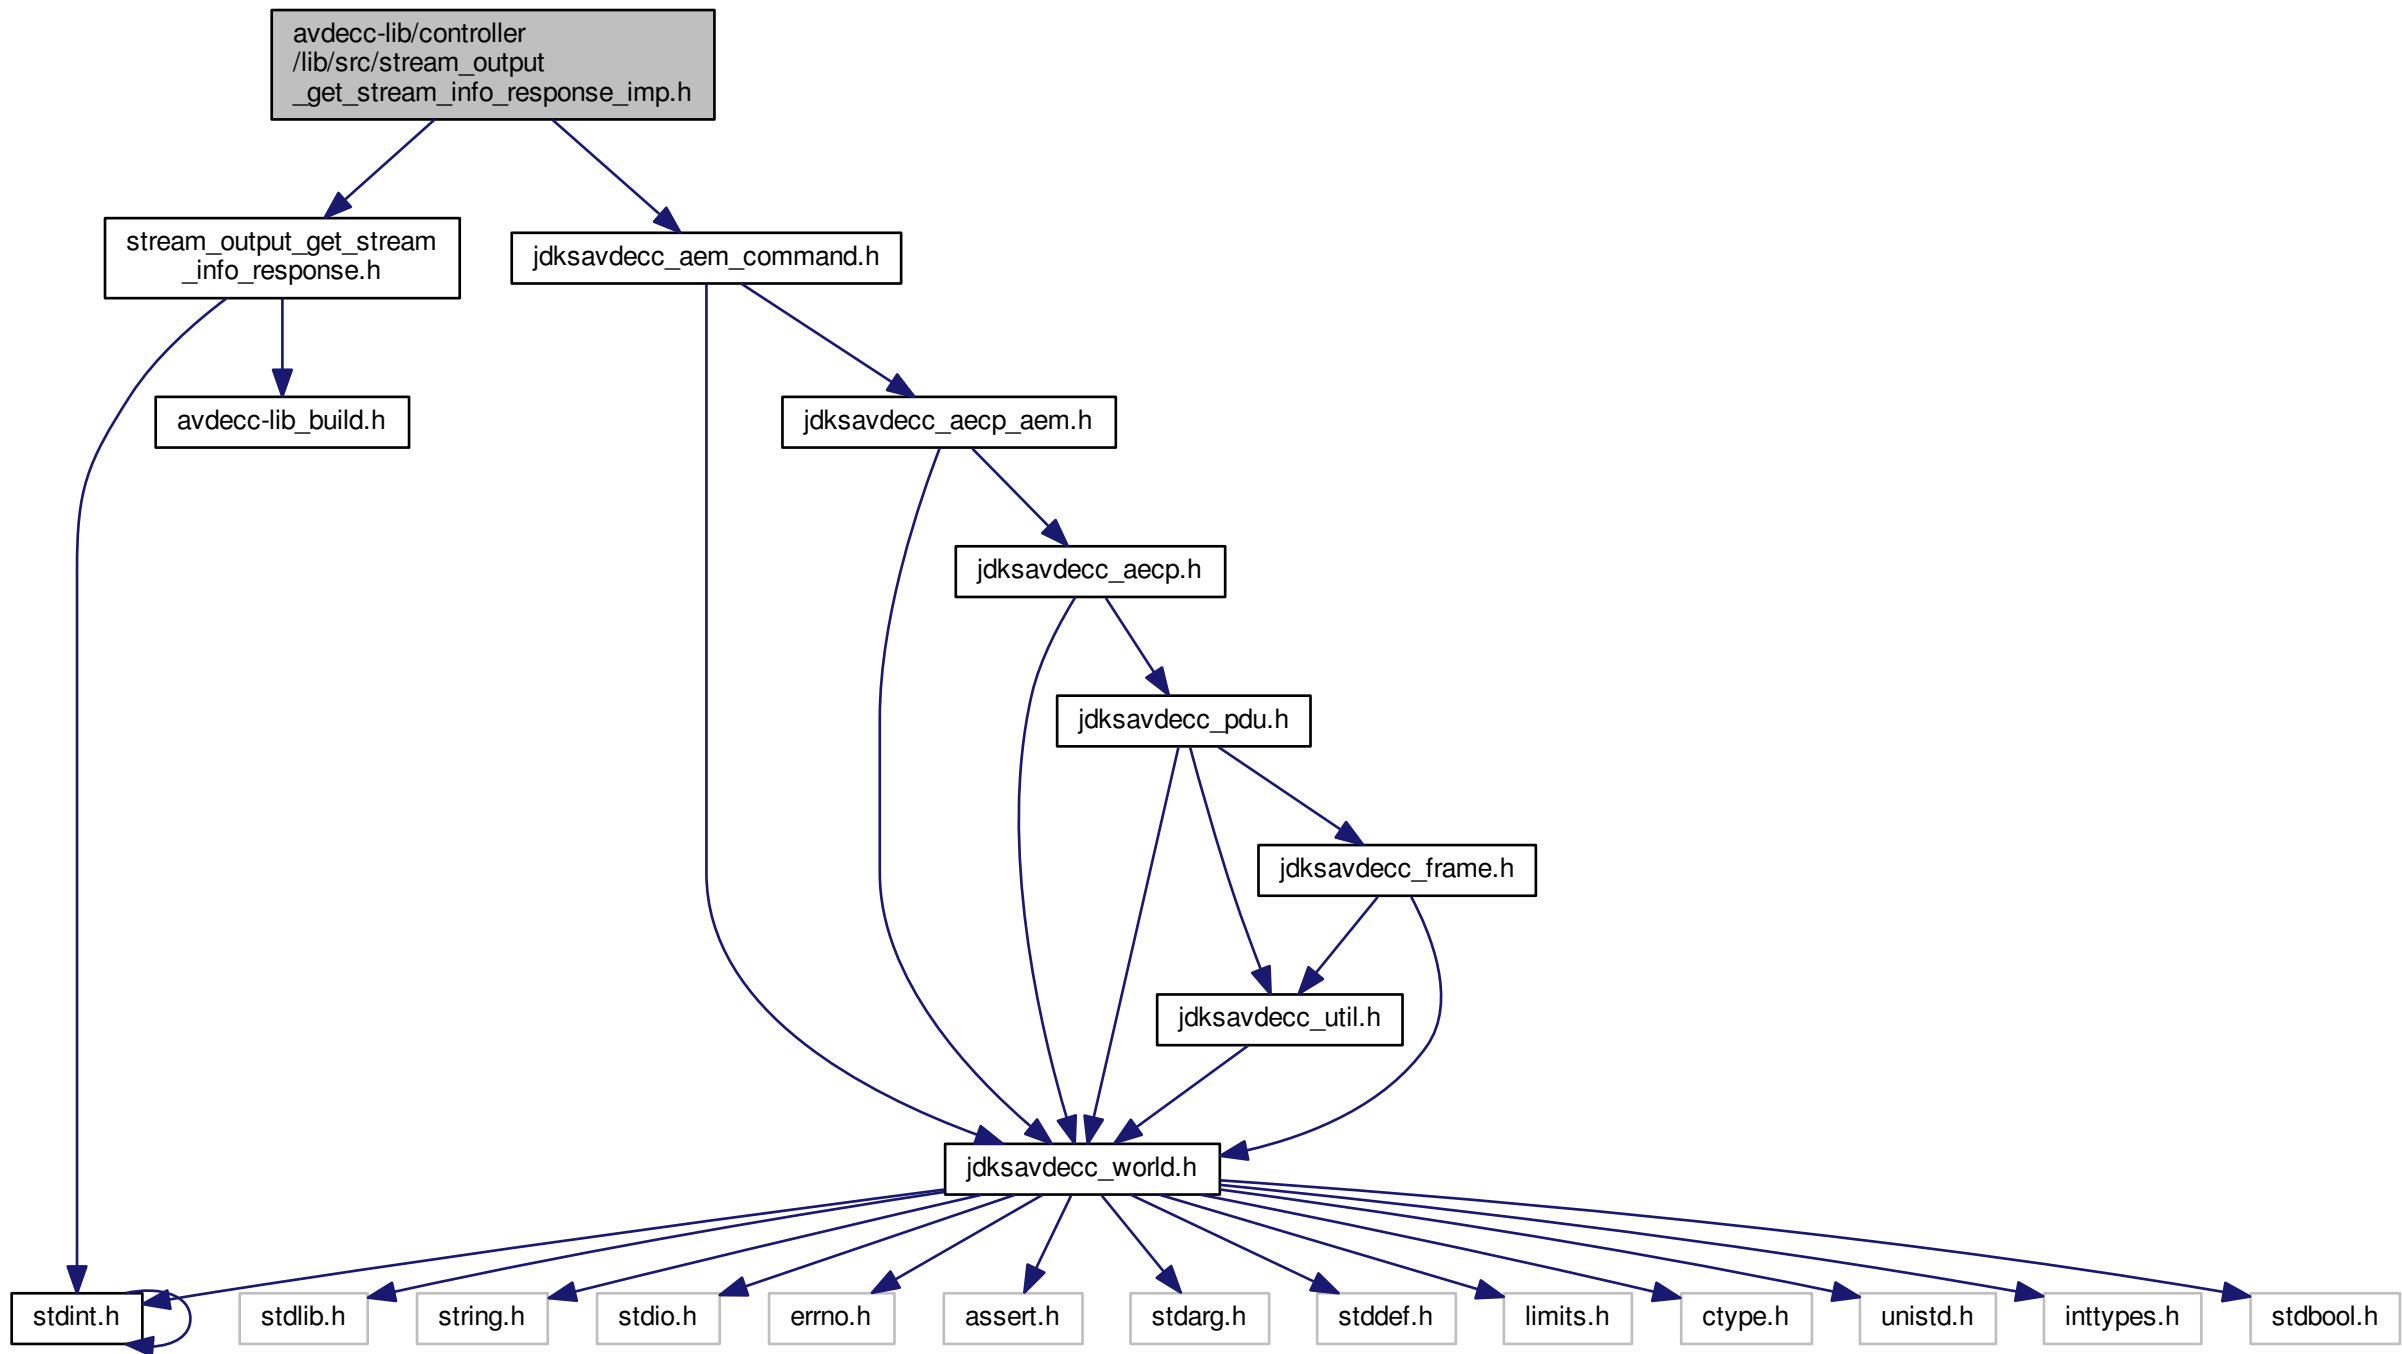 avdecc-lib/controller
/lib/src/stream_output
_get_stream_info_response_imp.h
stream_output_get_stream
_info_response.h
jdksavdecc_aem_command.h
avdecc-lib_build.h
jdksavdecc_aecp_aem.h
jdksavdecc_aecp.h
jdksavdecc_pdu.h
jdksavdecc_frame.h
jdksavdecc_util.h
jdksavdecc_world.h
stdint.h
stdlib.h
string.h
stdio.h
errno.h
assert.h
stdarg.h
stddef.h
limits.h
ctype.h
unistd.h
inttypes.h
stdbool.h